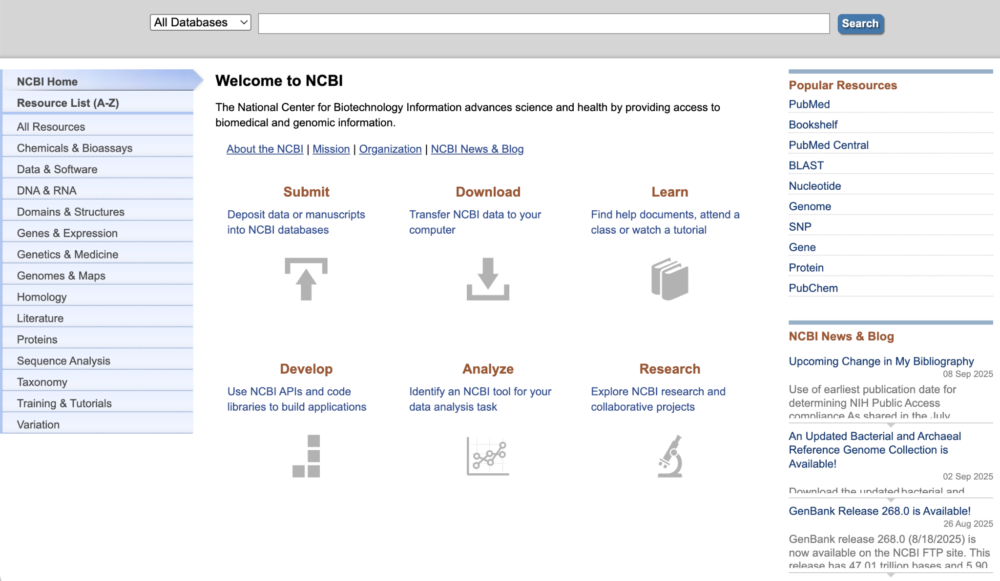 All Databases
Search
NCBI Home
Resource List (A-Z)
All Resources
Chemicals & Bioassays
Data & Software
DNA & RNA
Domains & Structures
Genes & Expression
Genetics & Medicine
Genomes & Maps
Homology
Literature
Proteins
Sequence Analysis
Taxonomy
Training & Tutorials
Variation
Welcome to NCBI
The National Center for Biotechnology Information advances science and health by providing access to
biomedical and genomic information.
About the NCBI | Mission | Organization | NCBI News & Blog
Submit
Deposit data or manuscripts
into NCBI databases
Download
Transfer NCBI data to your
computer
Learn
Find help documents, attend a
class or watch a tutorial
Develop
Use NCBI APIs and code
libraries to build applications
Analyze
Identify an NCBI tool for your
data analysis task
Research
Explore NCBI research and
collaborative projects
Popular Resources
PubMed
Bookshelf
PubMed Central
BLAST
Nucleotide
Genome
SNP
Gene
Protein
PubChem
NCBI News & Blog
Upcoming Change in My Bibliography
08 Sep 2025
Use of earliest publication date for
determining NIH Public Access
compliance As shared in the July
An Updated Bacterial and Archaeal
Reference Genome Collection is
Available!
02 Sep 2025
Download the updated bacterial and
GenBank Release 268.0 is Available!
26 Aug 2025
GenBank release 268.0 (8/18/2025) is
now available on the NCBI FTP site. This
release has 47.01 trillion bases and 5.90